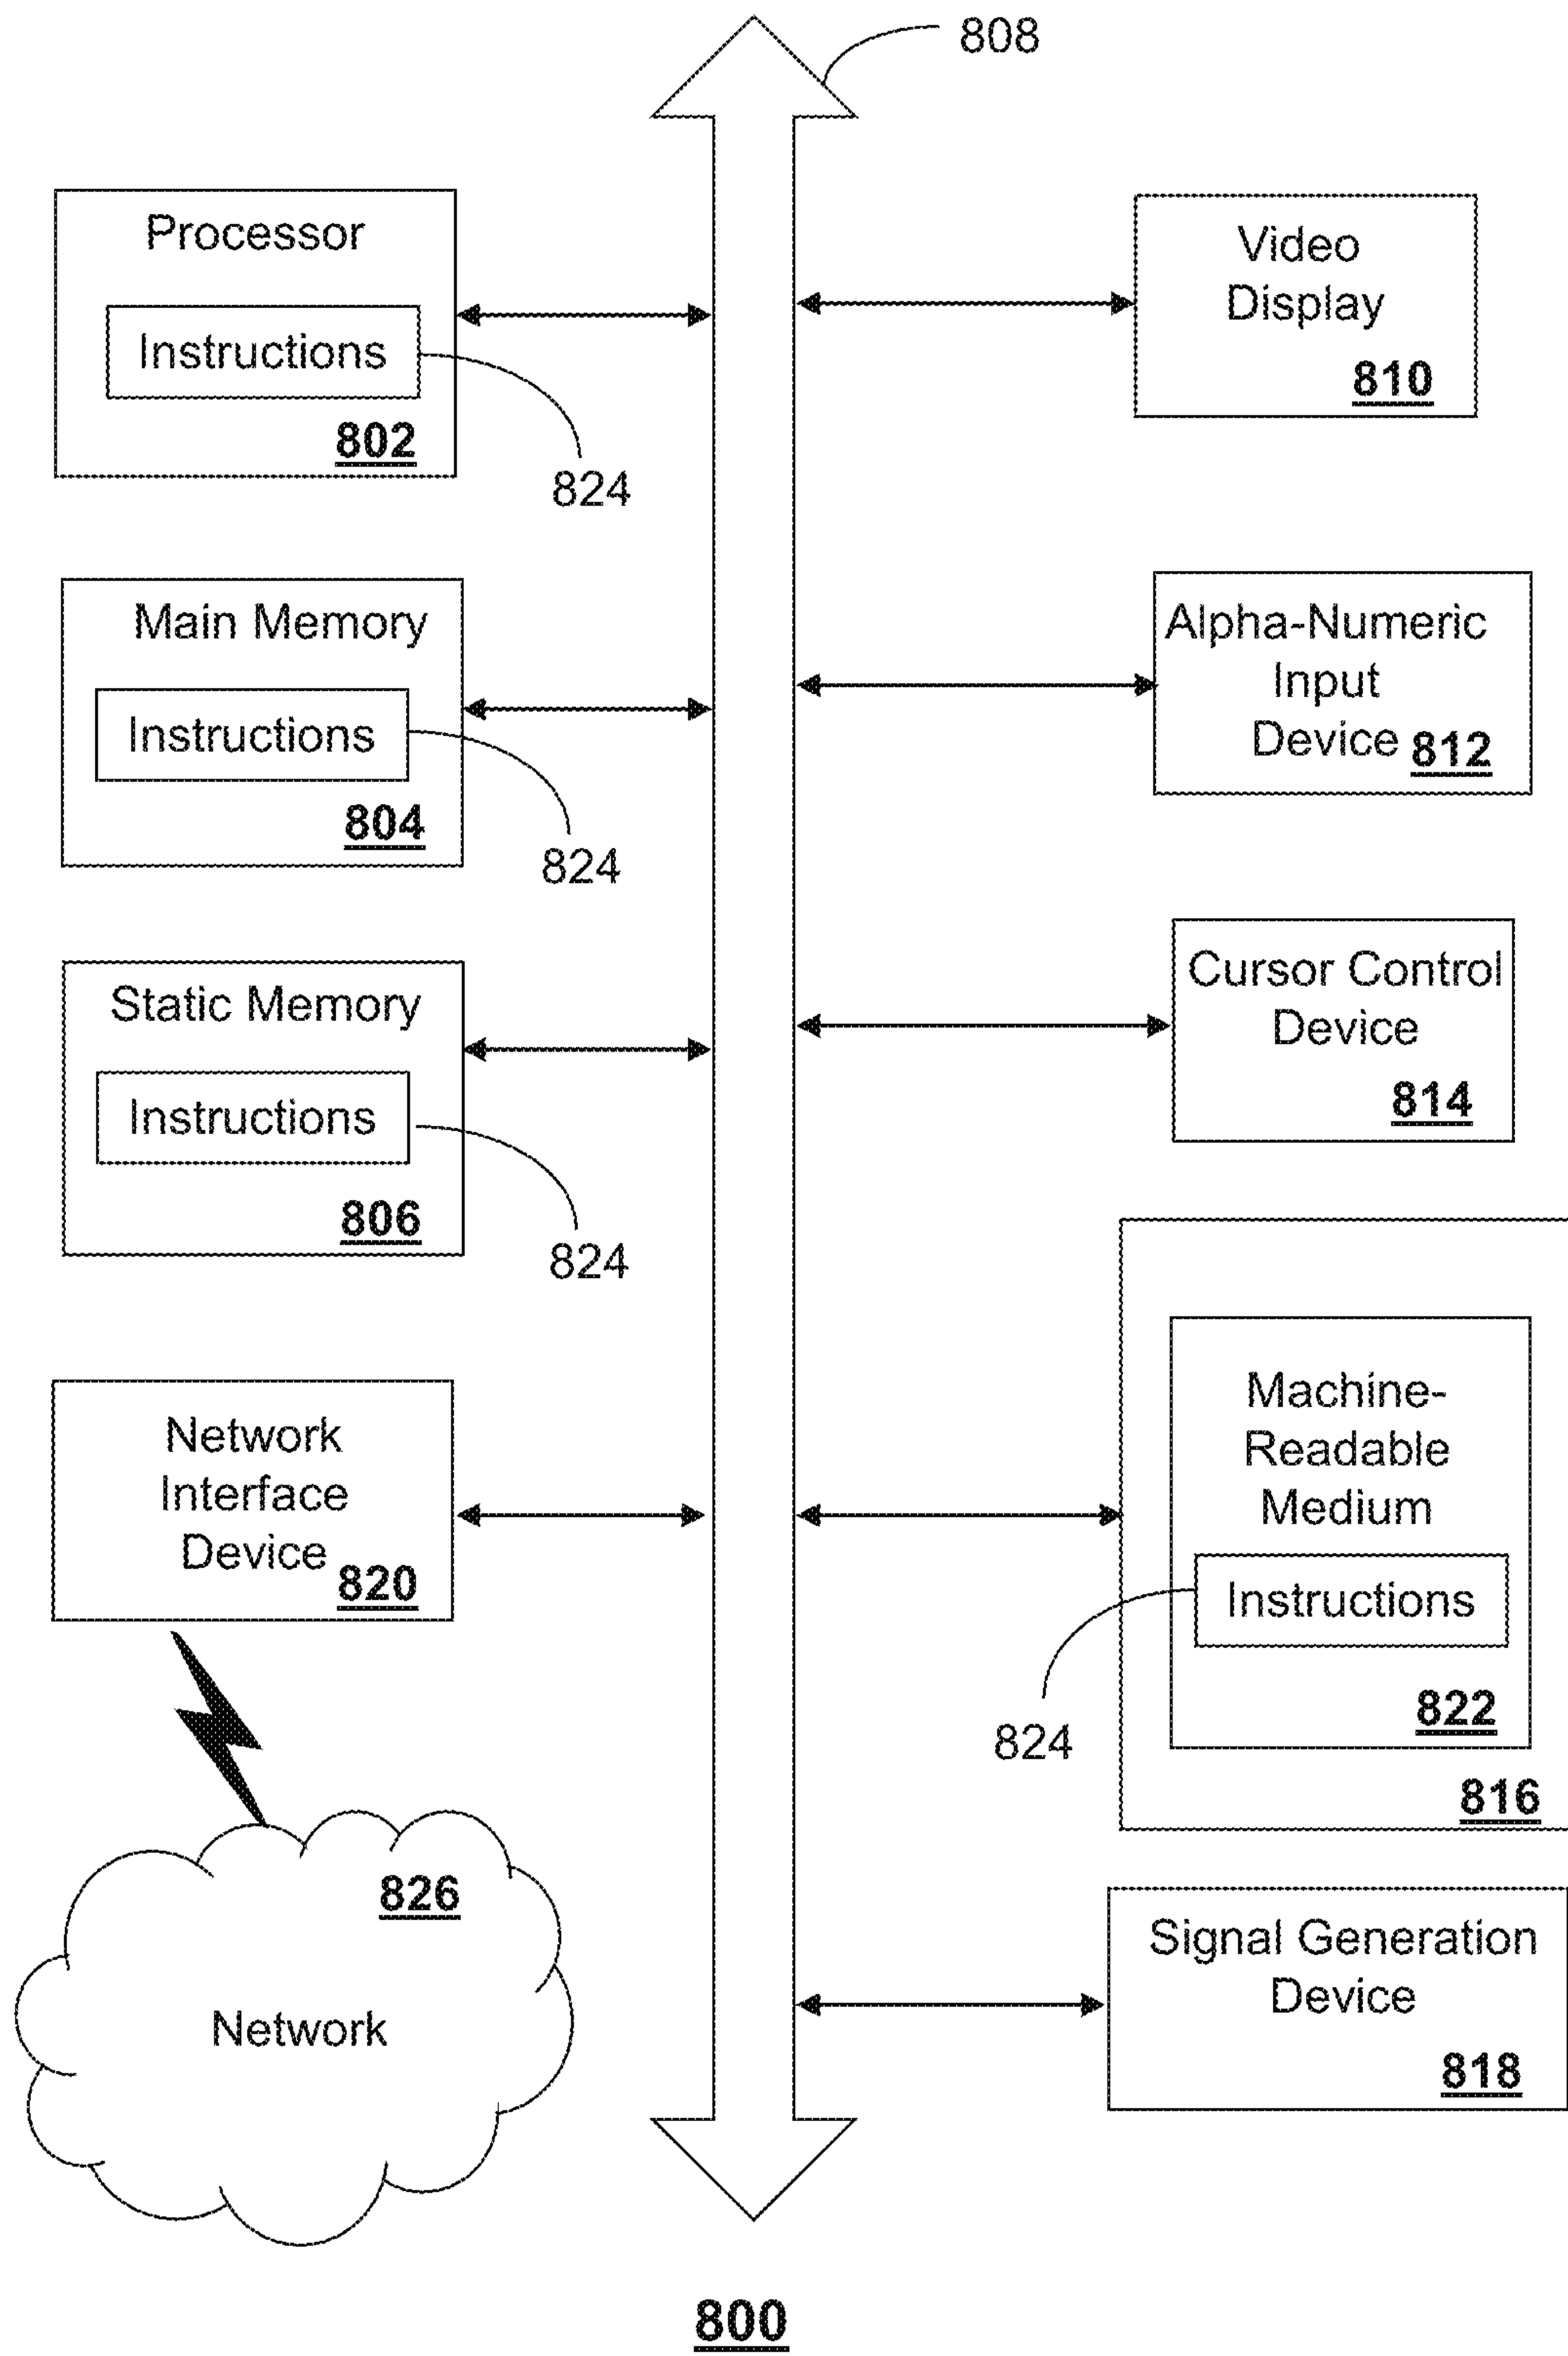 808
Processor
Instructions
802
824
Video
Display
810
Main Memory
Instructions
804
824
Alpha-Numeric
Input
Device 812
Static Memory
Instructions
806
824
Cursor Control
Device
814
Network
Interface
Device 820
Machine-
Readable
Medium
Instructions
822
824
816
826
Network
Signal Generation
Device
818
800